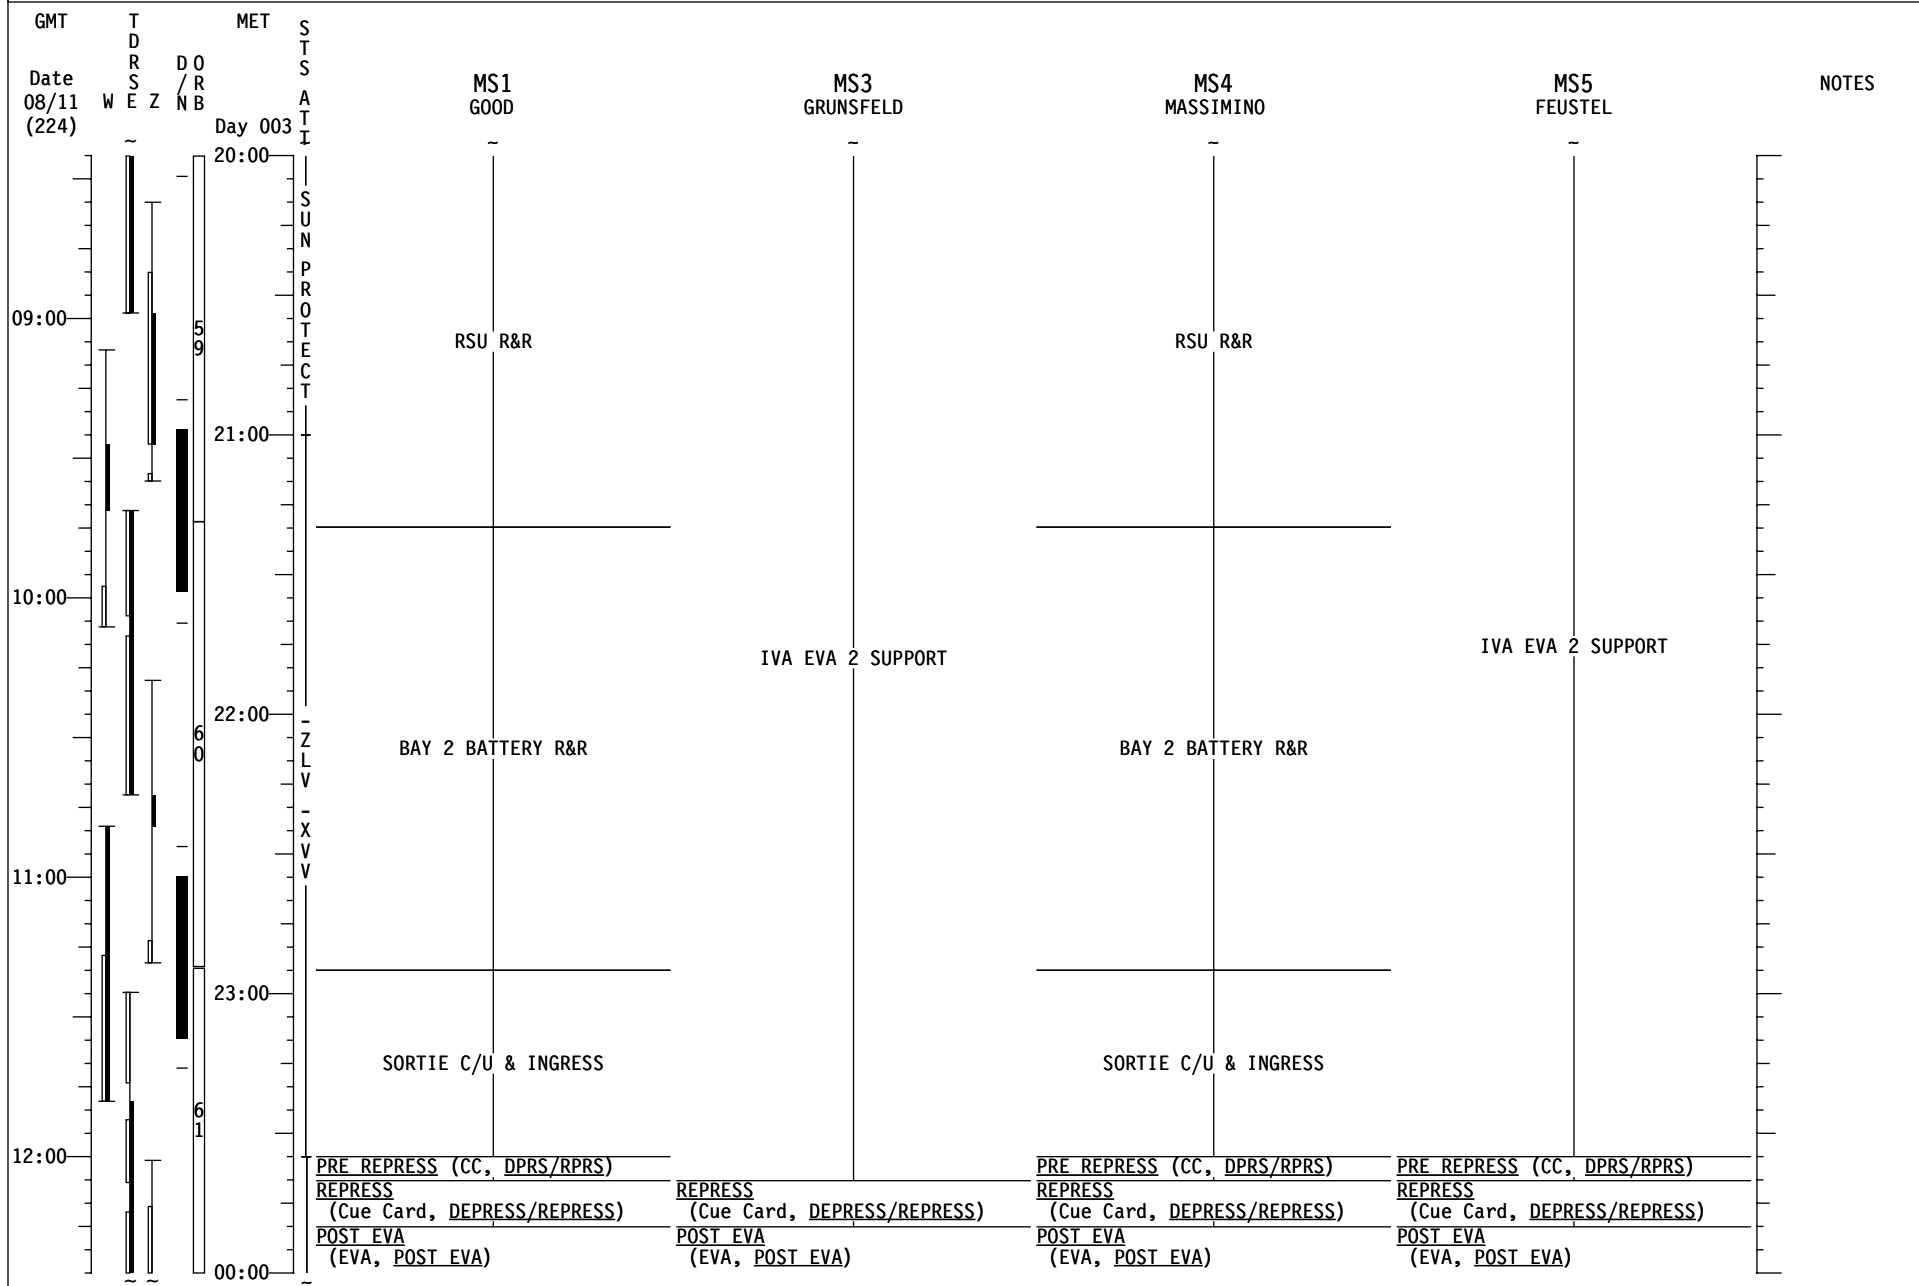 GMT
TDRS
MET
STS ATT
Date
08/11
(224)
W E Z
D/N
ORB
Day 003
MS1
GOOD
MS3
GRUNSFELD
MS4
MASSIMINO
MS5
FEUSTEL
NOTES
~ ~ ~ ~ ~
20:00
SUN PROTECT
09:00
59
RSU R&R
RSU R&R
21:00
10:00
IVA EVA 2 SUPPORT
IVA EVA 2 SUPPORT
22:00
60
-ZLV -XVV
BAY 2 BATTERY R&R
BAY 2 BATTERY R&R
11:00
23:00
SORTIE C/U & INGRESS
SORTIE C/U & INGRESS
61
12:00
PRE REPRESS (CC, DPRS/RPRS)
PRE REPRESS (CC, DPRS/RPRS)
PRE REPRESS (CC, DPRS/RPRS)
REPRESS
(Cue Card, DEPRESS/REPRESS)
REPRESS
(Cue Card, DEPRESS/REPRESS)
REPRESS
(Cue Card, DEPRESS/REPRESS)
REPRESS
(Cue Card, DEPRESS/REPRESS)
POST EVA
(EVA, POST EVA)
POST EVA
(EVA, POST EVA)
POST EVA
(EVA, POST EVA)
POST EVA
(EVA, POST EVA)
00:00
~ ~ ~